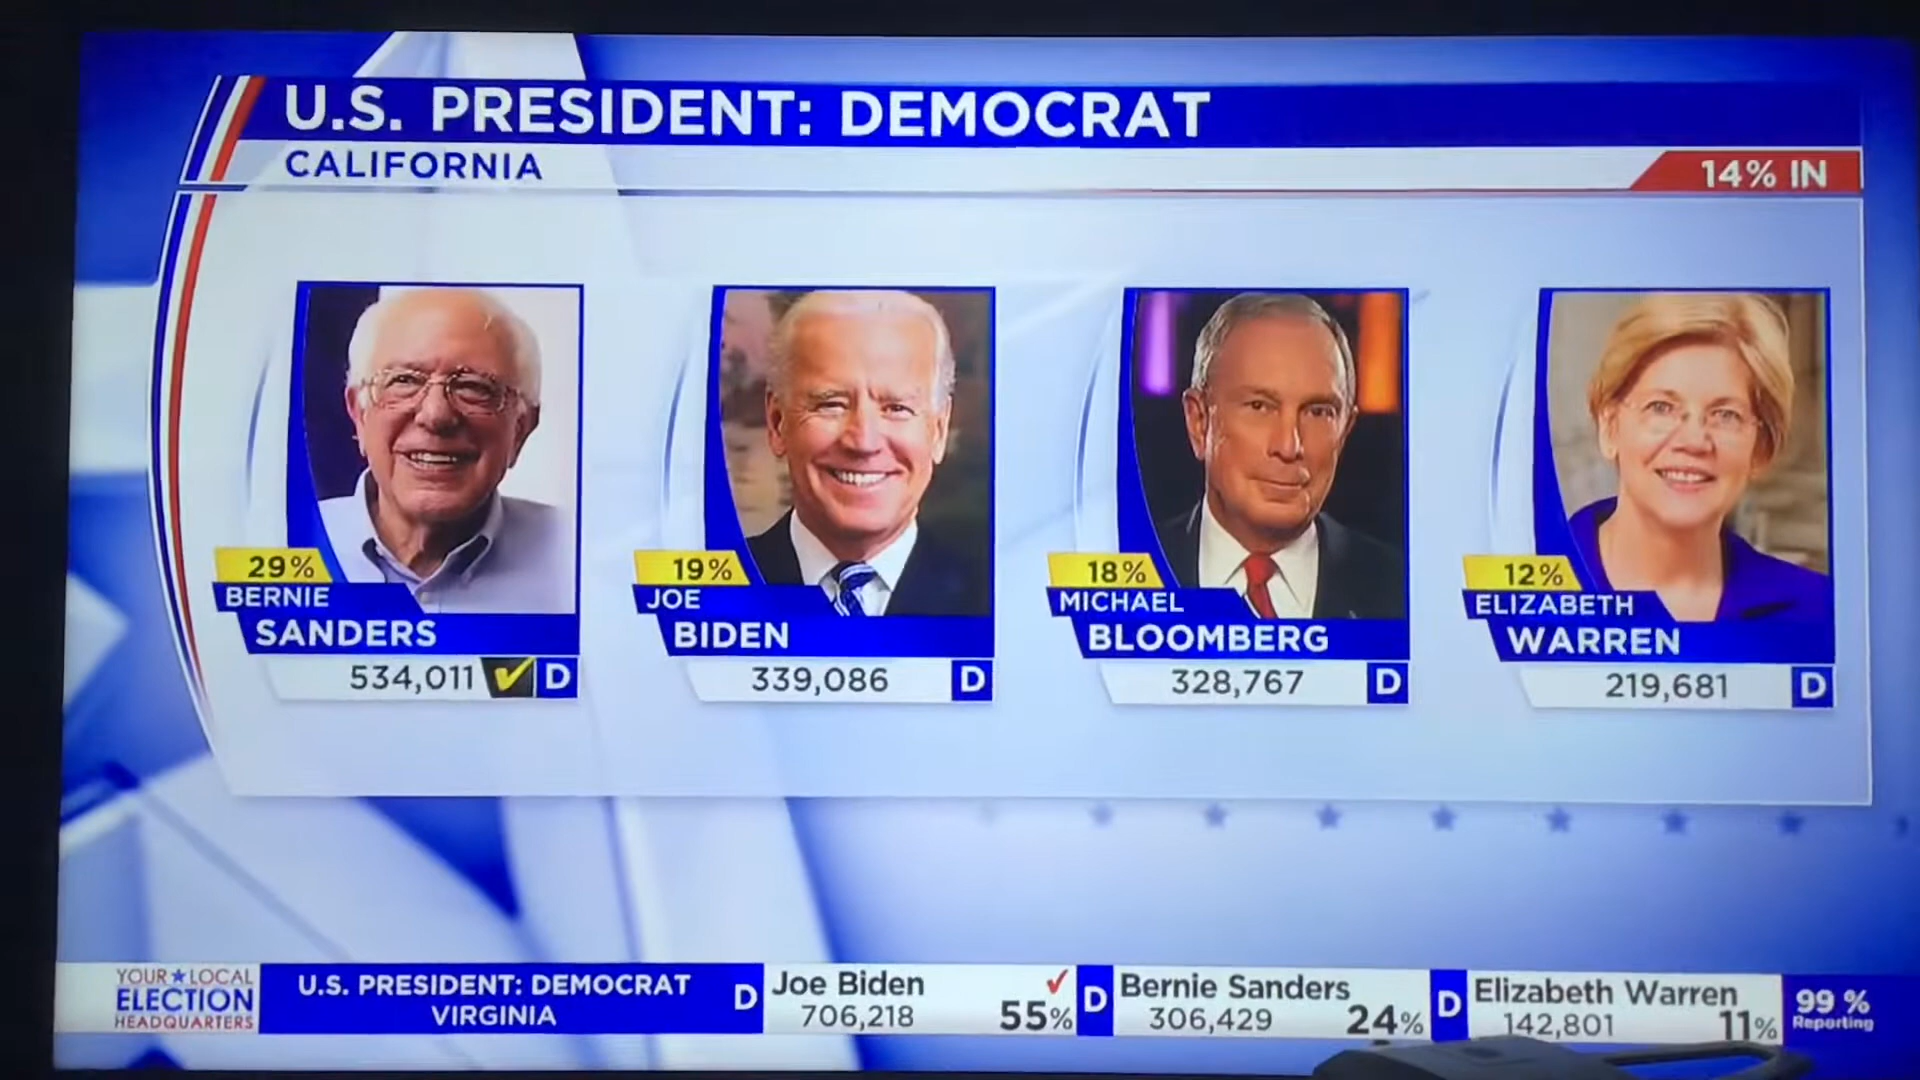 U.S. PRESIDENT: DEMOCRAT
CALIFORNIA
14% IN
29%
BERNIE
SANDERS
534,011 D
19%
JOE
BIDEN
339,086 D
18%
MICHAEL
BLOOMBERG
328,767 D
12%
ELIZABETH
WARREN
219,681 D
YOUR LOCAL
ELECTION
HEADQUARTERS
U.S. PRESIDENT: DEMOCRAT
VIRGINIA
D Joe Biden
706,218 55%
D Bernie Sanders
306,429 24%
D Elizabeth Warren
142,801 11%
99 %
Reporting